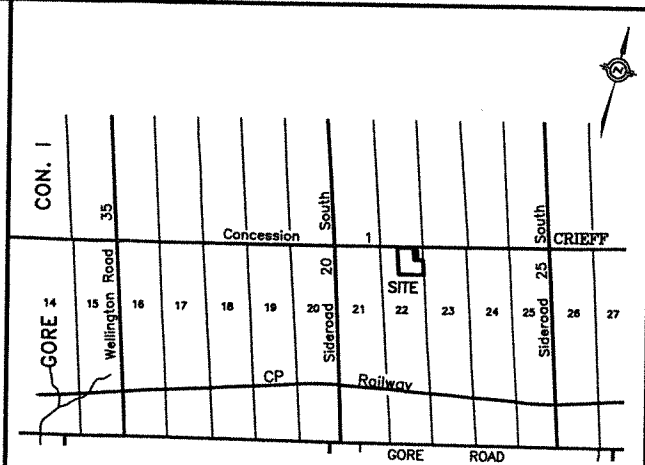 N
CON. 1
35
South
South
Concession 1
CRIEFF
Wellington Road
Sideroad 20
Sideroad 25
SITE
GORE
14 15 16 17 18 19 20 21 22 23 24 25 26 27
CP Railway
GORE ROAD